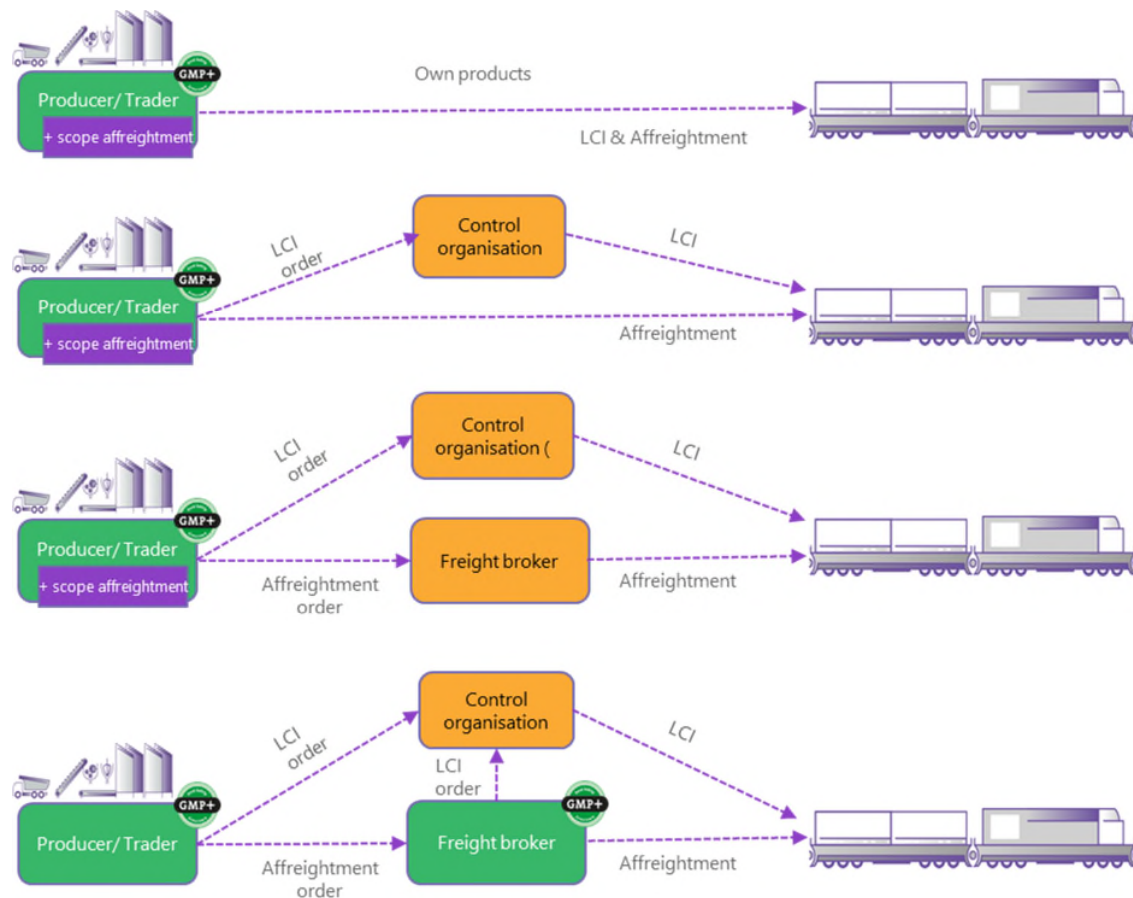 Own products
GMP+
Producer/ Trader
+ scope affreightment
LCI & Affreightment
Control
organisation
LCI
order
LCI
GMP+
Producer/ Trader
+ scope affreightment
Affreightment
Control
organisation (
LCI
order
LCI
GMP+
Producer/ Trader
+ scope affreightment
Freight broker
Affreightment
order
Affreightment
Control
organisation
LCI
order
LCI
LCI
order
GMP+
GMP+
Producer/ Trader
Freight broker
Affreightment
order
Affreightment